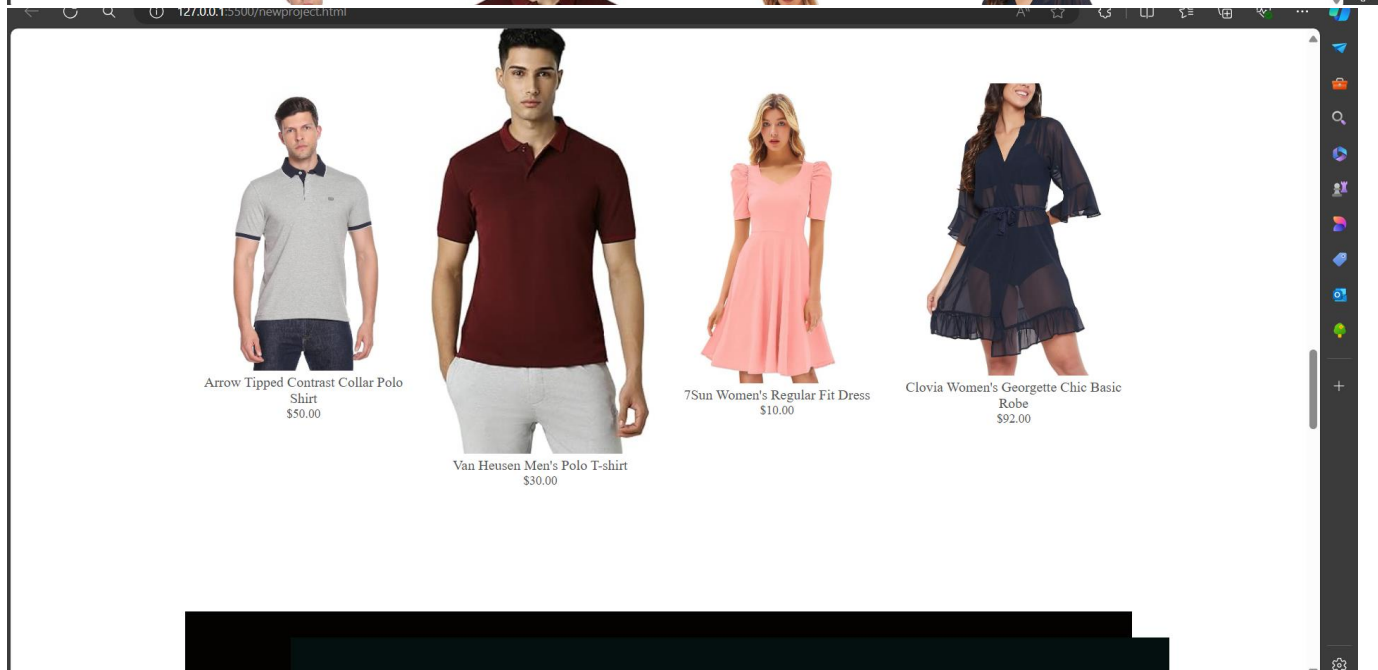 127.0.0.1:5500/newproject.html
Arrow Tipped Contrast Collar Polo
Shirt
$50.00
Van Heusen Men's Polo T-shirt
$30.00
7Sun Women's Regular Fit Dress
$10.00
Clovia Women's Georgette Chic Basic
Robe
$92.00